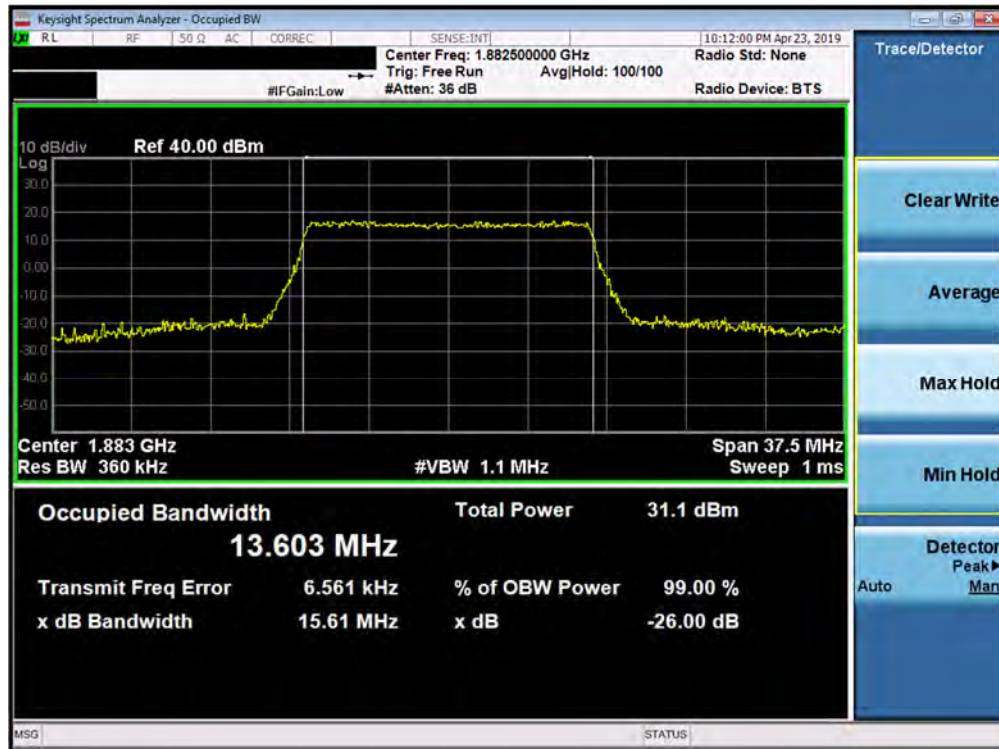 Keysight Spectrum Analyzer - Occupied BW
LXI RL RF 50 Ω AC CORREC SENSE:INT 10:12:00 PM Apr 23, 2019
Center Freq: 1.882500000 GHz Radio Std: None
Trig: Free Run Avg|Hold: 100/100
#IFGain:Low #Atten: 36 dB Radio Device: BTS
10 dB/div Ref 40.00 dBm
Log
30.0
20.0
10.0
0.00
-10.0
-20.0
-30.0
-40.0
-50.0
Center 1.883 GHz Span 37.5 MHz
Res BW 360 kHz #VBW 1.1 MHz Sweep 1 ms
Occupied Bandwidth Total Power 31.1 dBm
13.603 MHz
Transmit Freq Error 6.561 kHz % of OBW Power 99.00 %
x dB Bandwidth 15.61 MHz x dB -26.00 dB
MSG STATUS
Trace/Detector
Clear Write
Average
Max Hold
Min Hold
Detector
Peak▶
Auto Man